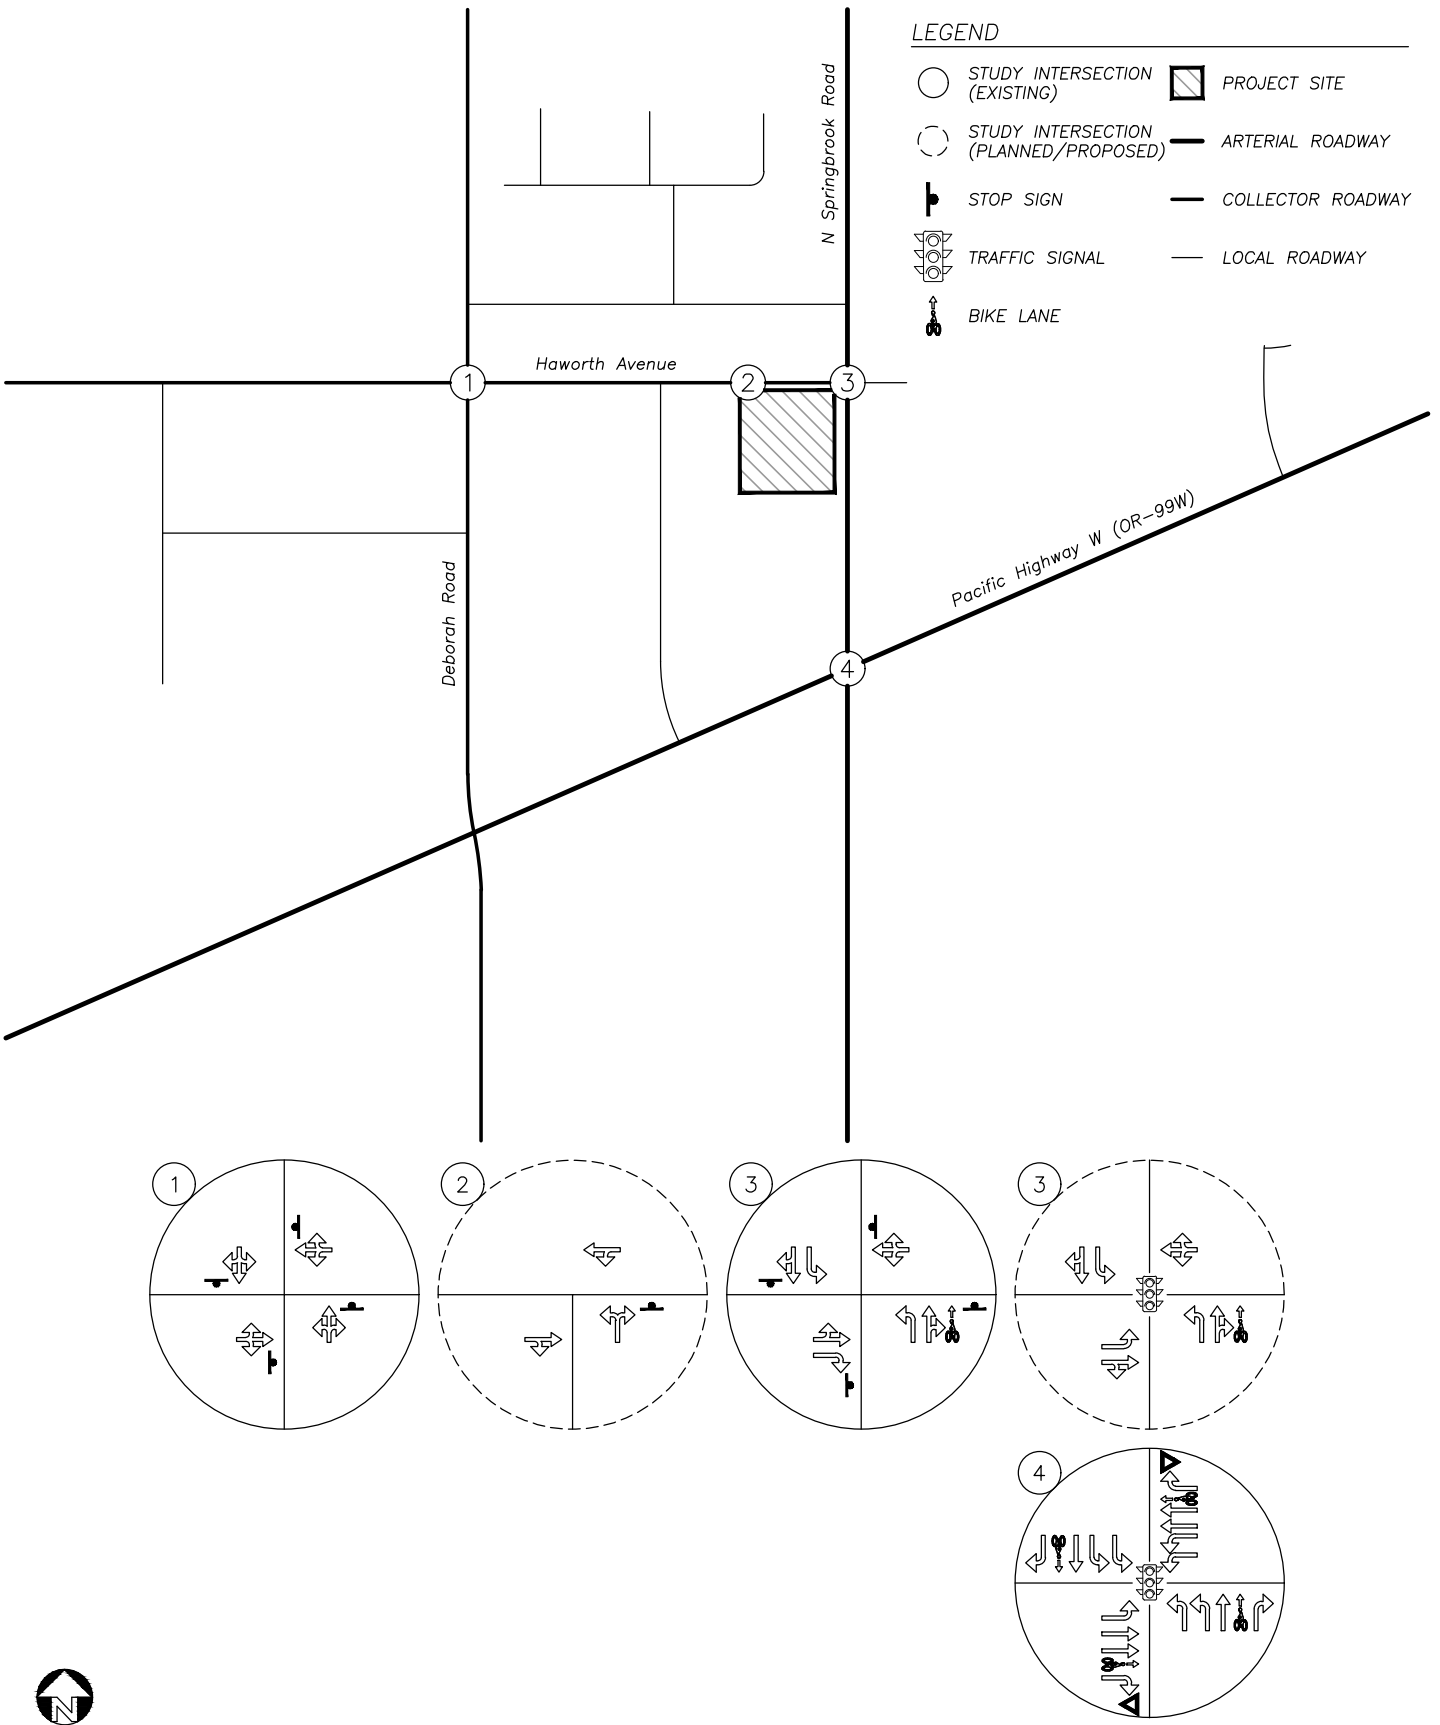 LEGEND
STUDY INTERSECTION
(EXISTING)
PROJECT SITE
STUDY INTERSECTION
(PLANNED/PROPOSED)
ARTERIAL ROADWAY
STOP SIGN
COLLECTOR ROADWAY
TRAFFIC SIGNAL
LOCAL ROADWAY
BIKE LANE
N Springbrook Road
Haworth Avenue
1
2
3
Pacific Highway W (OR-99W)
Deborah Road
4
1
2
3
3
4
N